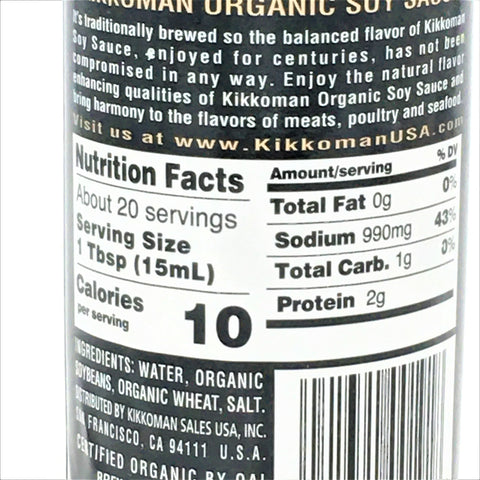 KIKKOMAN ORGANIC SOY SAUCE
It's traditionally brewed so the balanced flavor of Kikkoman
Soy Sauce, enjoyed for centuries, has not been
compromised in any way. Enjoy the natural flavor
enhancing qualities of Kikkoman Organic Soy Sauce and
bring harmony to the flavors of meats, poultry and seafood.
Visit us at www.KikkomanUSA.com
Nutrition Facts
About 20 servings
Serving Size
1 Tbsp (15mL)
Calories
per serving
10
Amount/serving % DV
Total Fat 0g 0%
Sodium 990mg 43%
Total Carb. 1g 0%
Protein 2g
INGREDIENTS: WATER, ORGANIC
SOYBEANS, ORGANIC WHEAT, SALT.
DISTRIBUTED BY KIKKOMAN SALES USA, INC.
SAN FRANCISCO, CA 94111 U.S.A.
CERTIFIED ORGANIC BY QAI